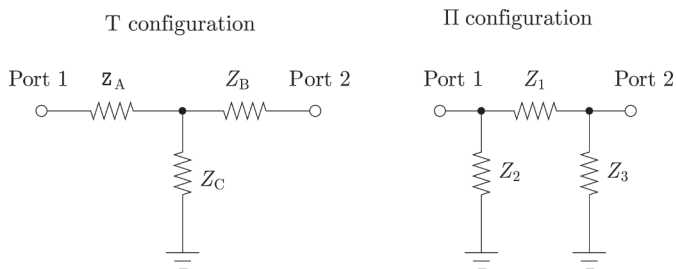 T configuration
Π configuration
Port 1
Z_A
Z_B
Port 2
Port 1
Z_1
Port 2
Z_C
Z_2
Z_3